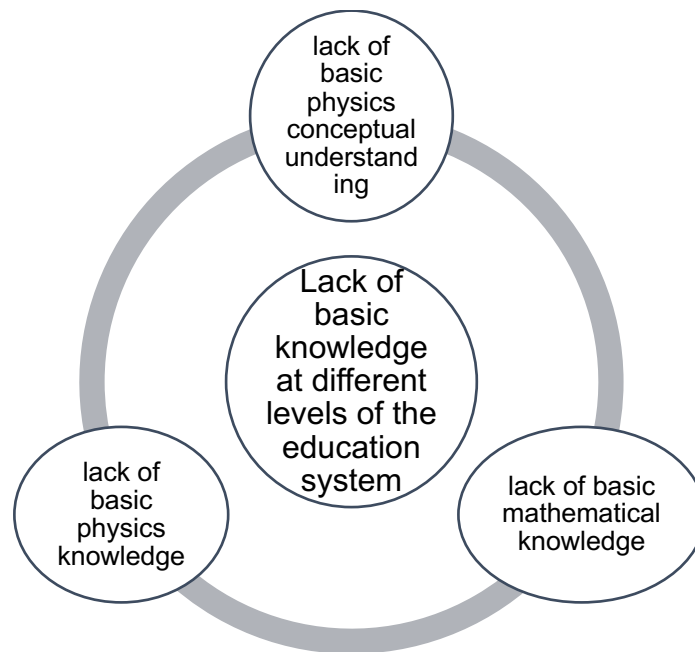 lack of
basic
physics
conceptual
understand
ing
Lack of
basic
knowledge
at different
levels of the
education
system
lack of
basic
physics
knowledge
lack of basic
mathematical
knowledge